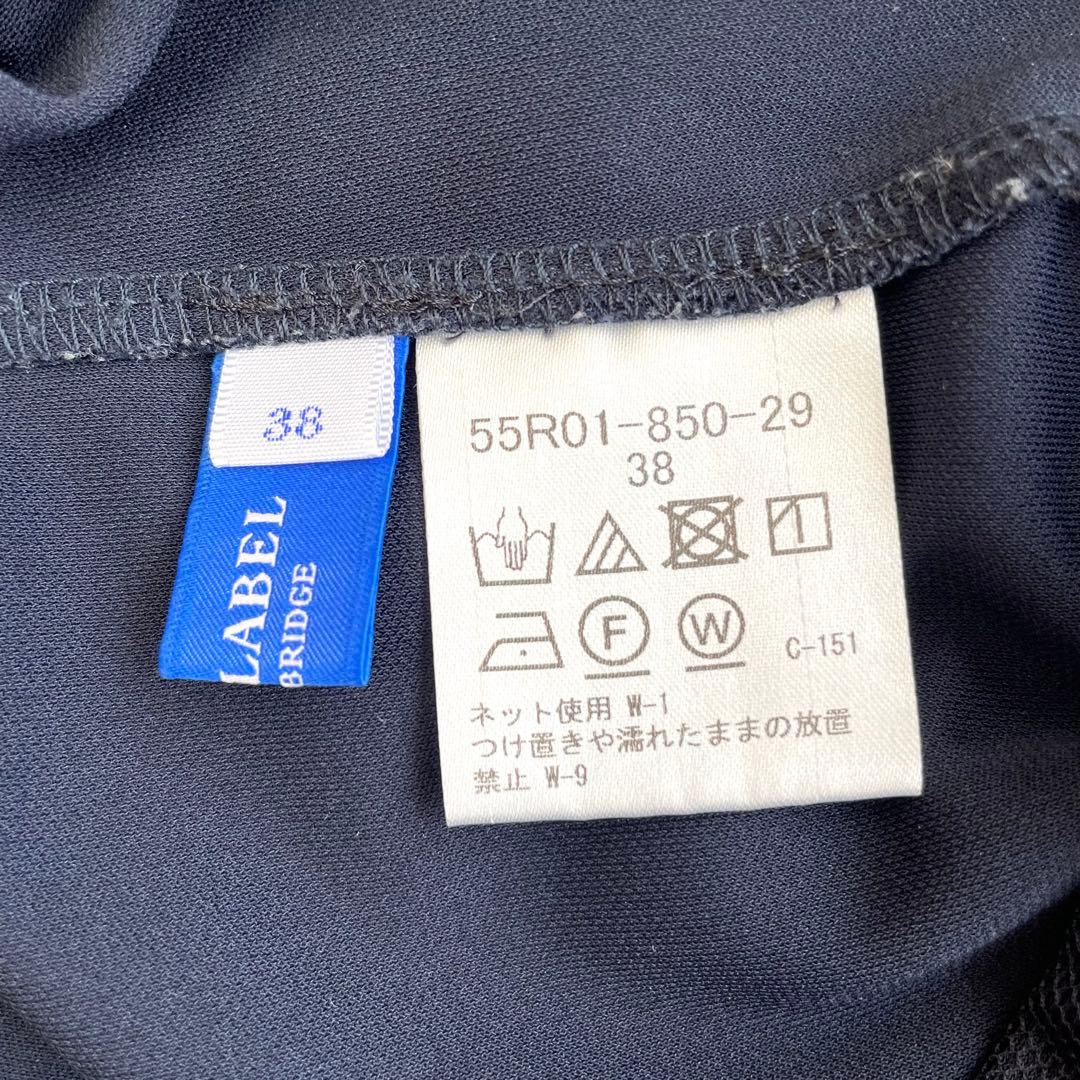 38
LABEL
BRIDGE
55R01-850-29
38
F
W
C-151
ネット使用 W-1
つけ置きや濡れたままの放置
禁止 W-9